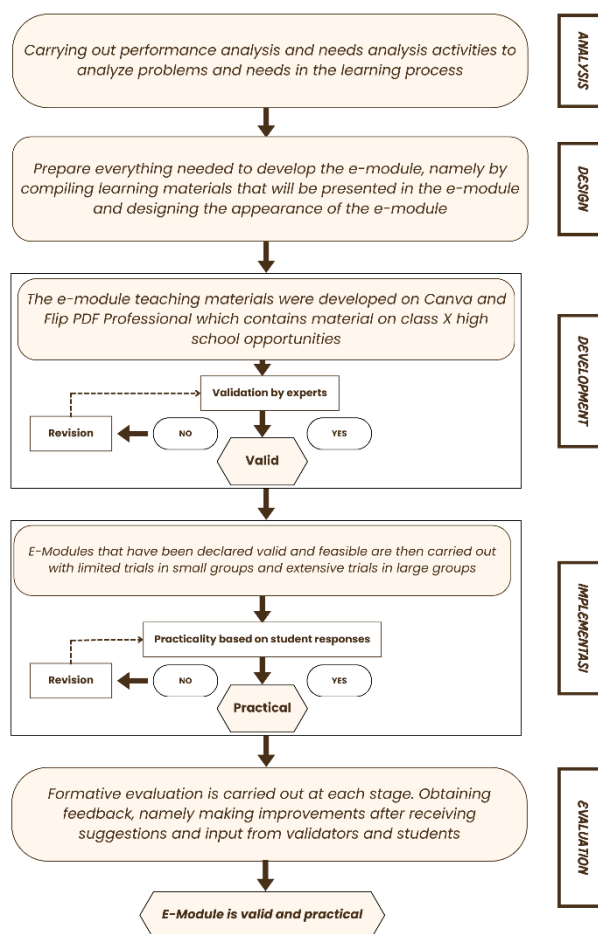 Carrying out performance analysis and needs analysis activities to
analyze problems and needs in the learning process
ANALYSIS
Prepare everything needed to develop the e-module, namely by
compiling learning materials that will be presented in the e-module
and designing the appearance of the e-module
DESIGN
The e-module teaching materials were developed on Canva and
Flip PDF Professional which contains material on class X high
school opportunities
DEVELOPMENT
Validation by experts
Revision
NO
YES
Valid
E-Modules that have been declared valid and feasible are then carried out
with limited trials in small groups and extensive trials in large groups
IMPLEMENTASI
Practicality based on student responses
Revision
NO
YES
Practical
Formative evaluation is carried out at each stage. Obtaining
feedback, namely making improvements after receiving
suggestions and input from validators and students
EVALUATION
E-Module is valid and practical